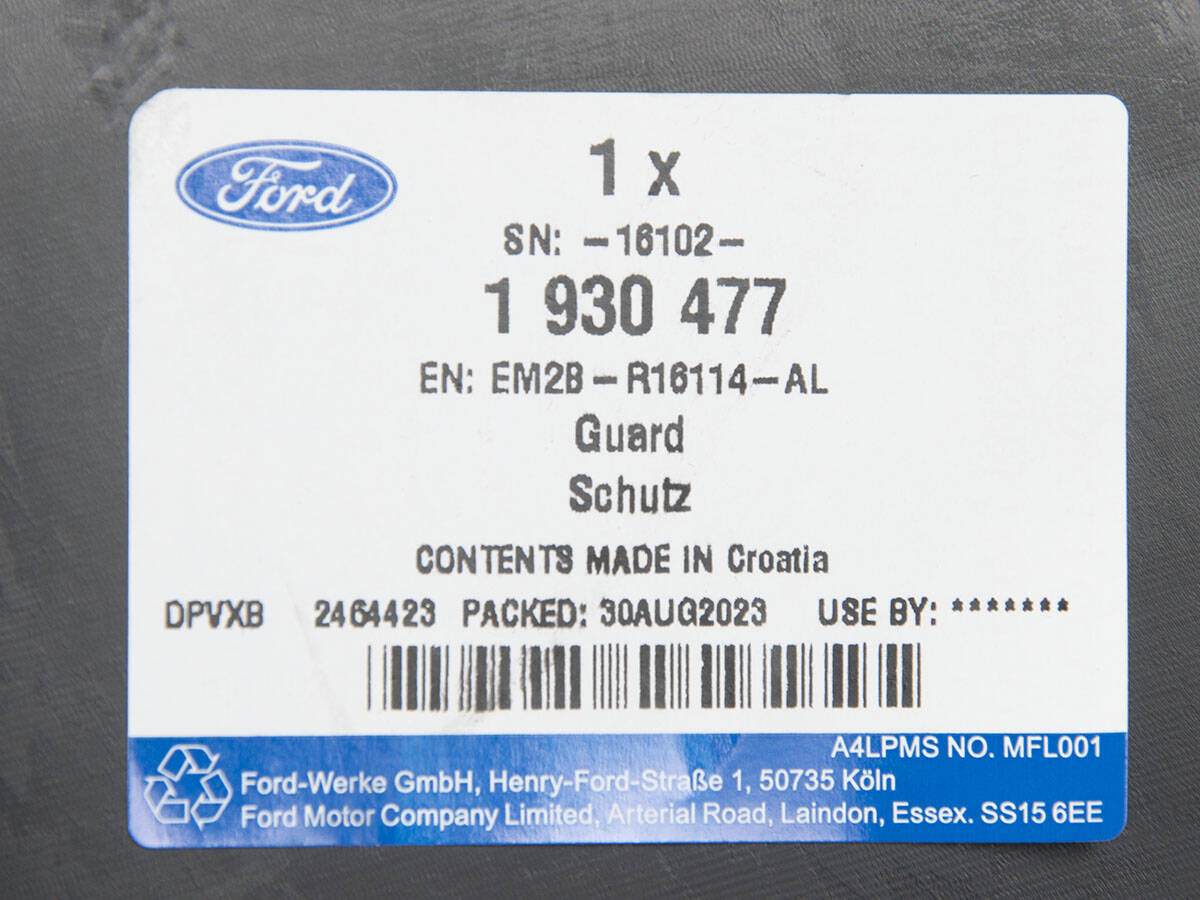 Ford
1 x
SN: -16102-
1 930 477
EN: EM2B-R16114-AL
Guard
Schutz
CONTENTS MADE IN Croatia
DPVXB 2464423 PACKED: 30AUG2023 USE BY: *******
A4LPMS NO. MFL001
Ford-Werke GmbH, Henry-Ford-Straße 1, 50735 Köln
Ford Motor Company Limited, Arterial Road, Laindon, Essex. SS15 6EE